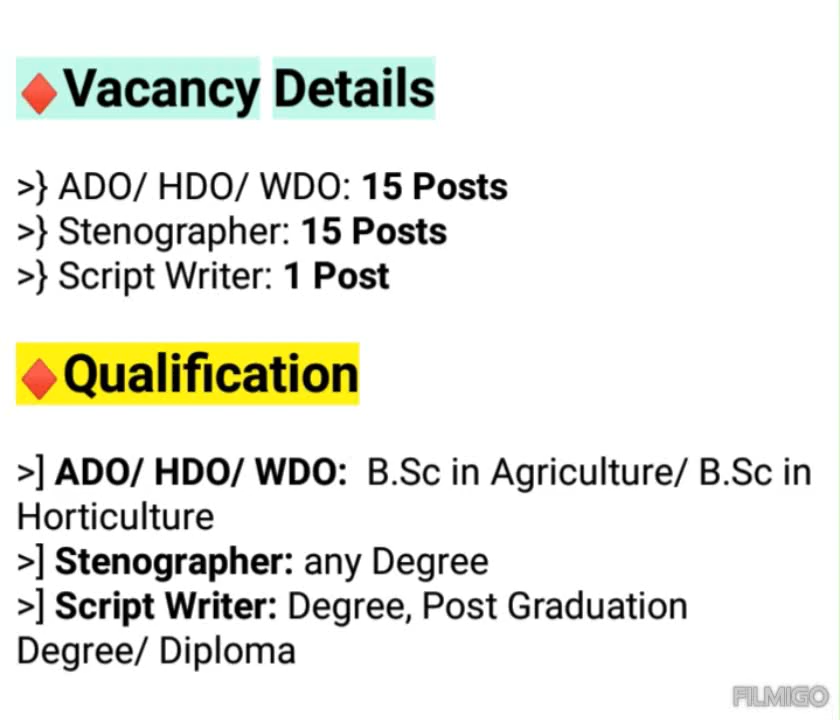 ♦Vacancy Details
>} ADO/ HDO/ WDO: 15 Posts
>} Stenographer: 15 Posts
>} Script Writer: 1 Post
♦Qualification
>] ADO/ HDO/ WDO: B.Sc in Agriculture/ B.Sc in
Horticulture
>] Stenographer: any Degree
>] Script Writer: Degree, Post Graduation
Degree/ Diploma
FILMIGO